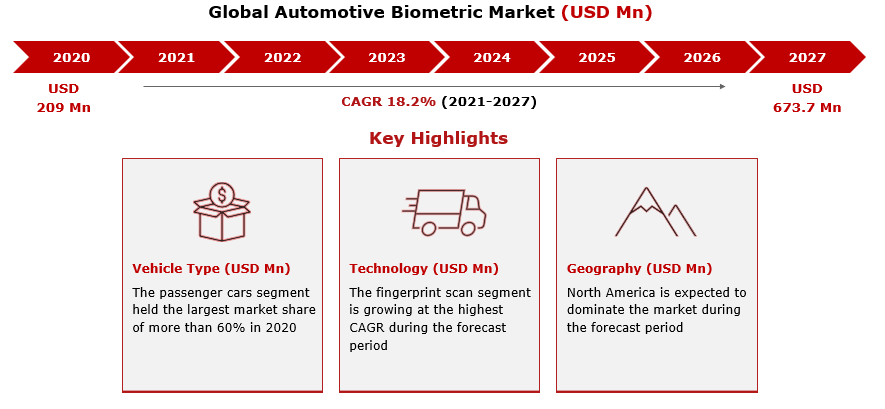 Global Automotive Biometric Market (USD Mn)
2020 2021 2022 2023 2024 2025 2026 2027
USD
209 Mn
CAGR 18.2% (2021-2027)
USD
673.7 Mn
Key Highlights
$
Vehicle Type (USD Mn)
The passenger cars segment
held the largest market share
of more than 60% in 2020
Technology (USD Mn)
The fingerprint scan segment
is growing at the highest
CAGR during the forecast
period
Geography (USD Mn)
North America is expected to
dominate the market during
the forecast period